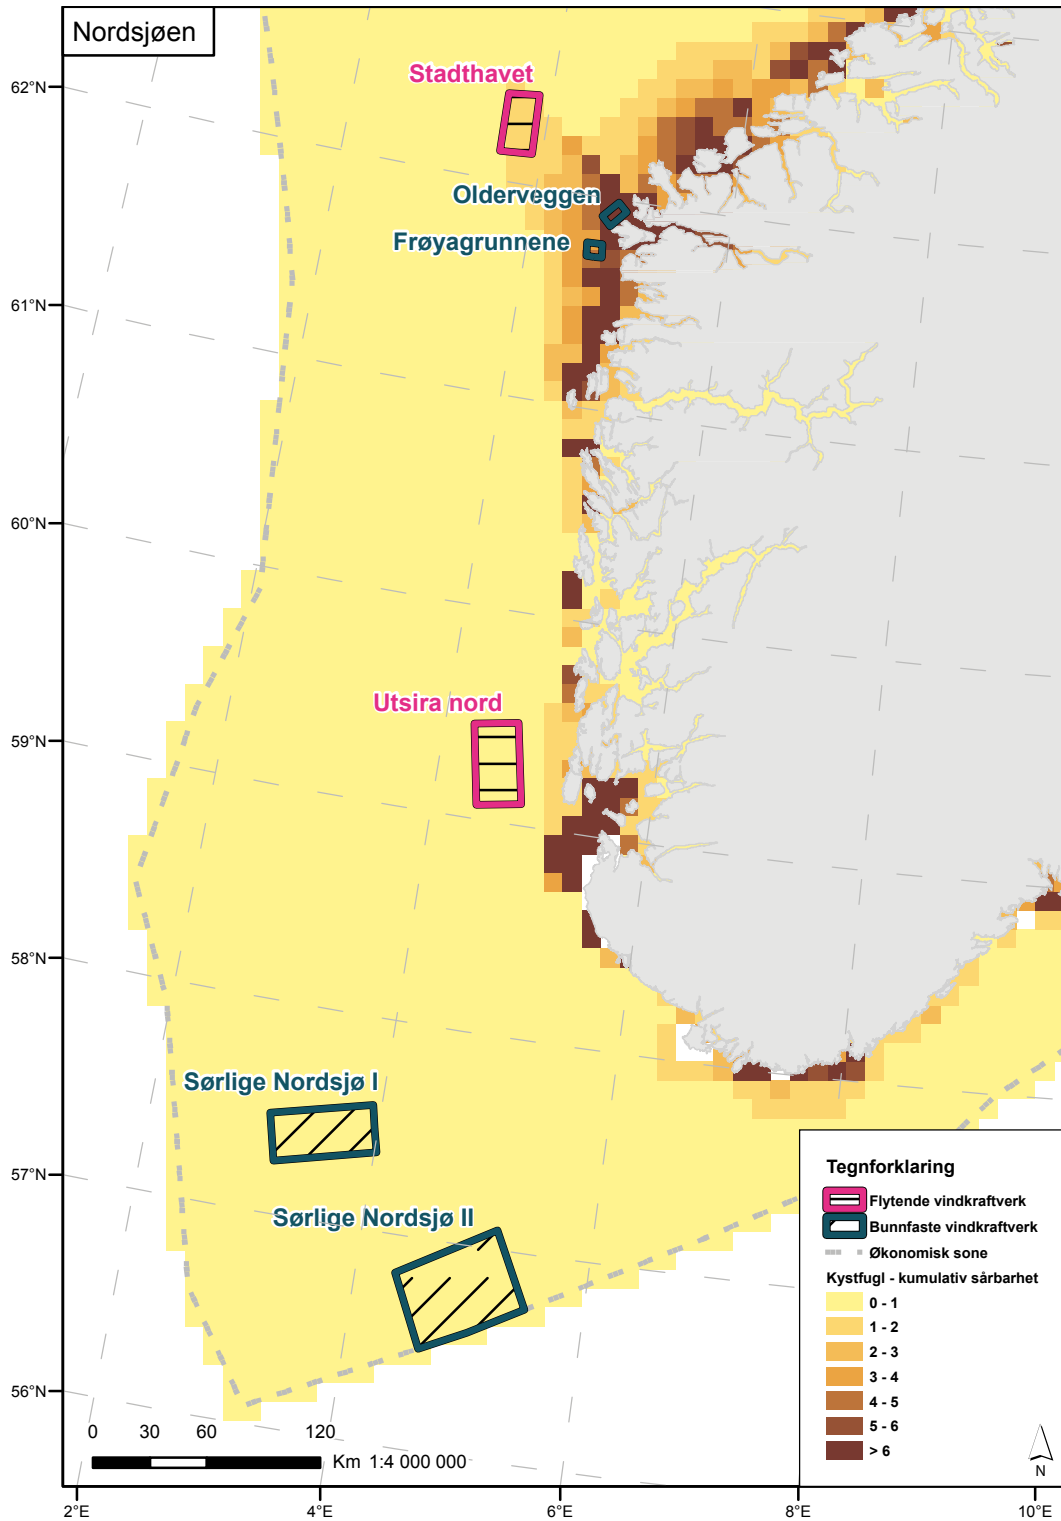 Nordsjøen
62°N
61°N
60°N
59°N
58°N
57°N
56°N
Stadthavet
Olderveggen
Frøyagrunnene
Utsira nord
Sørlige Nordsjø I
Sørlige Nordsjø II
Tegnforklaring
Flytende vindkraftverk
Bunnfaste vindkraftverk
Økonomisk sone
Kystfugl - kumulativ sårbarhet
0 - 1
1 - 2
2 - 3
3 - 4
4 - 5
5 - 6
> 6
0 30 60 120
Km 1:4 000 000
N
2°E 4°E 6°E 8°E 10°E